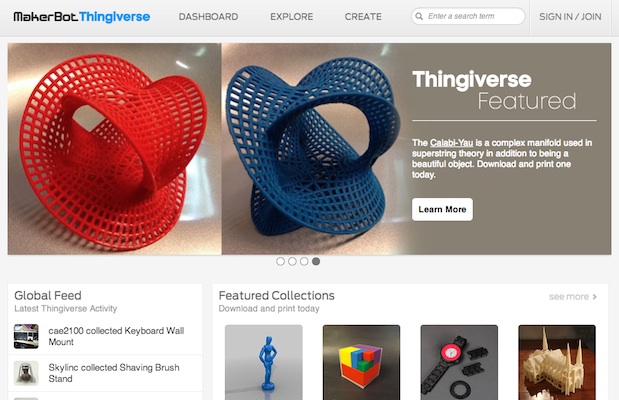 MakerBot Thingiverse
DASHBOARD
EXPLORE
CREATE
Enter a search term
SIGN IN / JOIN
Thingiverse
Featured
The Calabi-Yau is a complex manifold used in
superstring theory in addition to being a
beautiful object. Download and print one
today.
Learn More
Global Feed
Latest Thingiverse Activity
cae2100 collected Keyboard Wall
Mount
Skylinc collected Shaving Brush
Stand
Featured Collections
Download and print today
see more